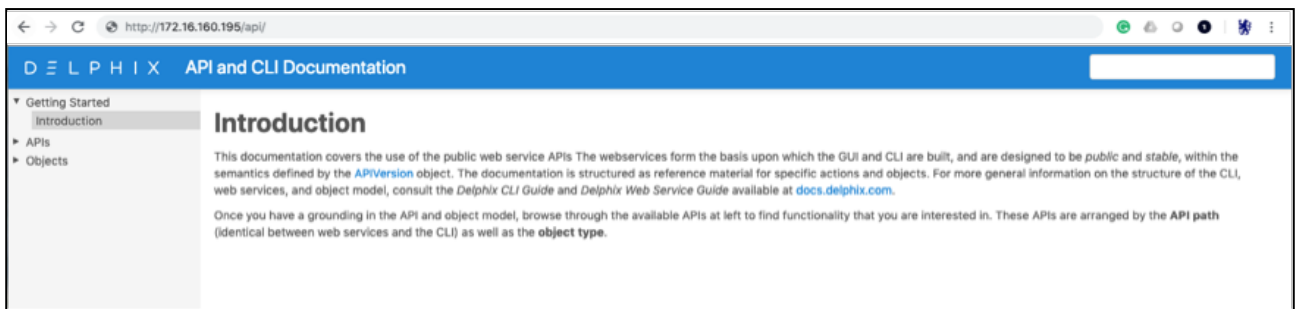 http://172.16.160.195/api/
DELPHIX API and CLI Documentation
Getting Started
Introduction
APIs
Objects
Introduction
This documentation covers the use of the public web service APIs The webservices form the basis upon which the GUI and CLI are built, and are designed to be public and stable, within the
semantics defined by the APIVersion object. The documentation is structured as reference material for specific actions and objects. For more general information on the structure of the CLI,
web services, and object model, consult the Delphix CLI Guide and Delphix Web Service Guide available at docs.delphix.com.
Once you have a grounding in the API and object model, browse through the available APIs at left to find functionality that you are interested in. These APIs are arranged by the API path
(identical between web services and the CLI) as well as the object type.